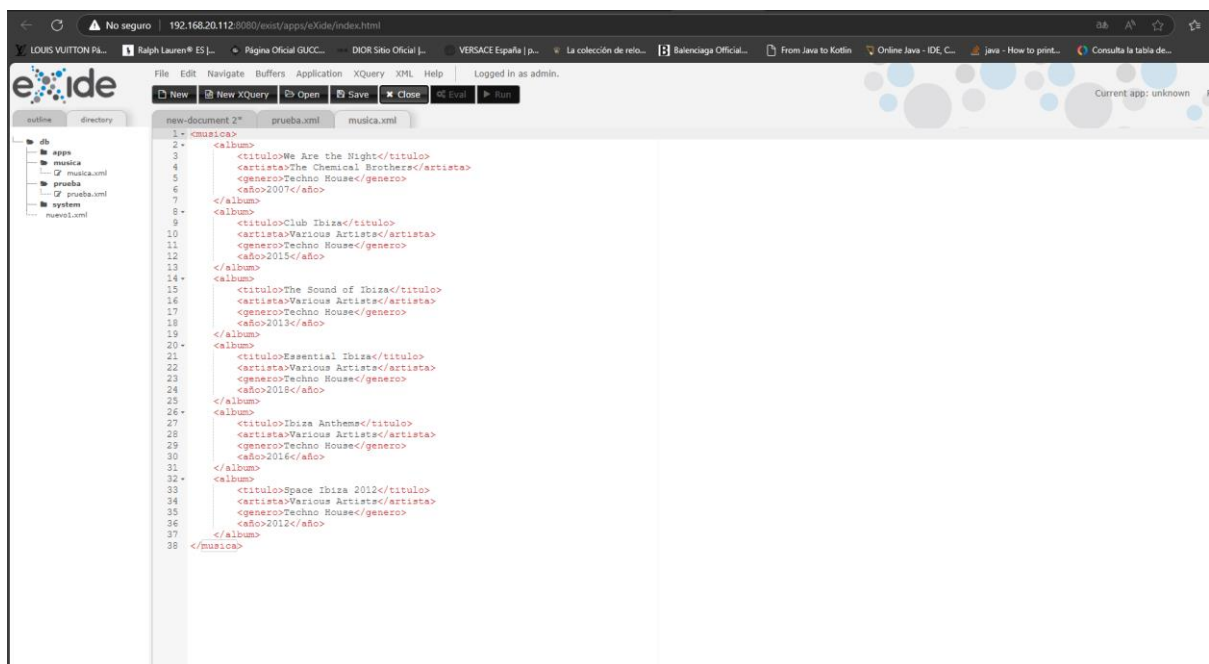 No seguro 192.168.20.112:8080/exist/apps/eXide/index.html
LOUIS VUITTON Pá... Ralph Lauren® ES |... Página Oficial GUCC... DIOR Sitio Oficial |... VERSACE España | p... La colección de relo... Balenciaga Official... From Java to Kotlin Online Java - IDE, C... java - How to print... Consulta la tabla de...
eXide
File Edit Navigate Buffers Application XQuery XML Help Logged in as admin.
New New XQuery Open Save Close Eval Run
Current app: unknown
outline directory
new-document 2* prueba.xml musica.xml
db
apps
musica
musica.xml
prueba
prueba.xml
system
nuevo1.xml
1 <musica>
2 <album>
3 <titulo>We Are the Night</titulo>
4 <artista>The Chemical Brothers</artista>
5 <genero>Techno House</genero>
6 <año>2007</año>
7 </album>
8 <album>
9 <titulo>Club Ibiza</titulo>
10 <artista>Various Artists</artista>
11 <genero>Techno House</genero>
12 <año>2015</año>
13 </album>
14 <album>
15 <titulo>The Sound of Ibiza</titulo>
16 <artista>Various Artists</artista>
17 <genero>Techno House</genero>
18 <año>2013</año>
19 </album>
20 <album>
21 <titulo>Essential Ibiza</titulo>
22 <artista>Various Artists</artista>
23 <genero>Techno House</genero>
24 <año>2018</año>
25 </album>
26 <album>
27 <titulo>Ibiza Anthems</titulo>
28 <artista>Various Artists</artista>
29 <genero>Techno House</genero>
30 <año>2016</año>
31 </album>
32 <album>
33 <titulo>Space Ibiza 2012</titulo>
34 <artista>Various Artists</artista>
35 <genero>Techno House</genero>
36 <año>2012</año>
37 </album>
38 </musica>